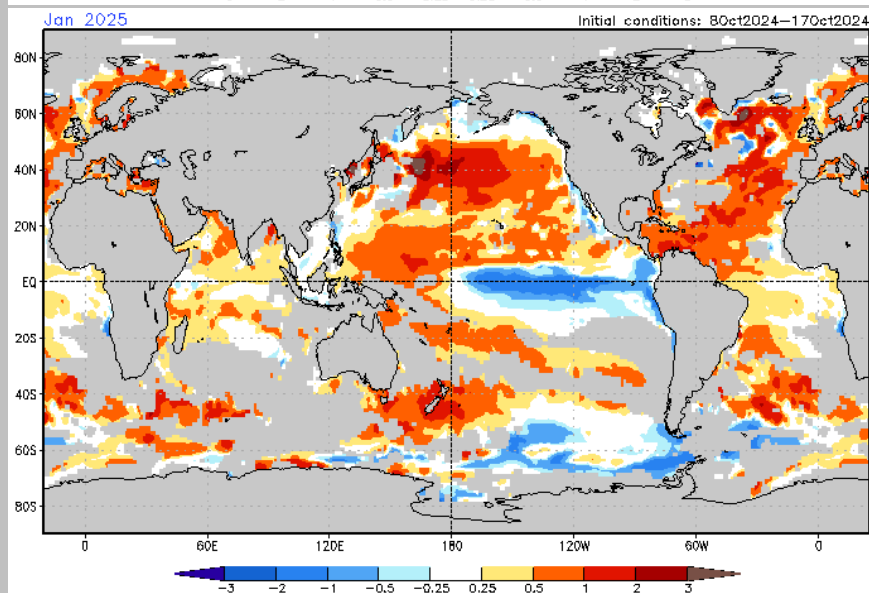 Jan 2025
Initial conditions: 8Oct2024-17Oct2024
80N
60N
40N
20N
EQ
20S
40S
60S
80S
0 60E 120E 180 120W 60W 0
-3 -2 -1 -0.5 -0.25 0.25 0.5 1 2 3